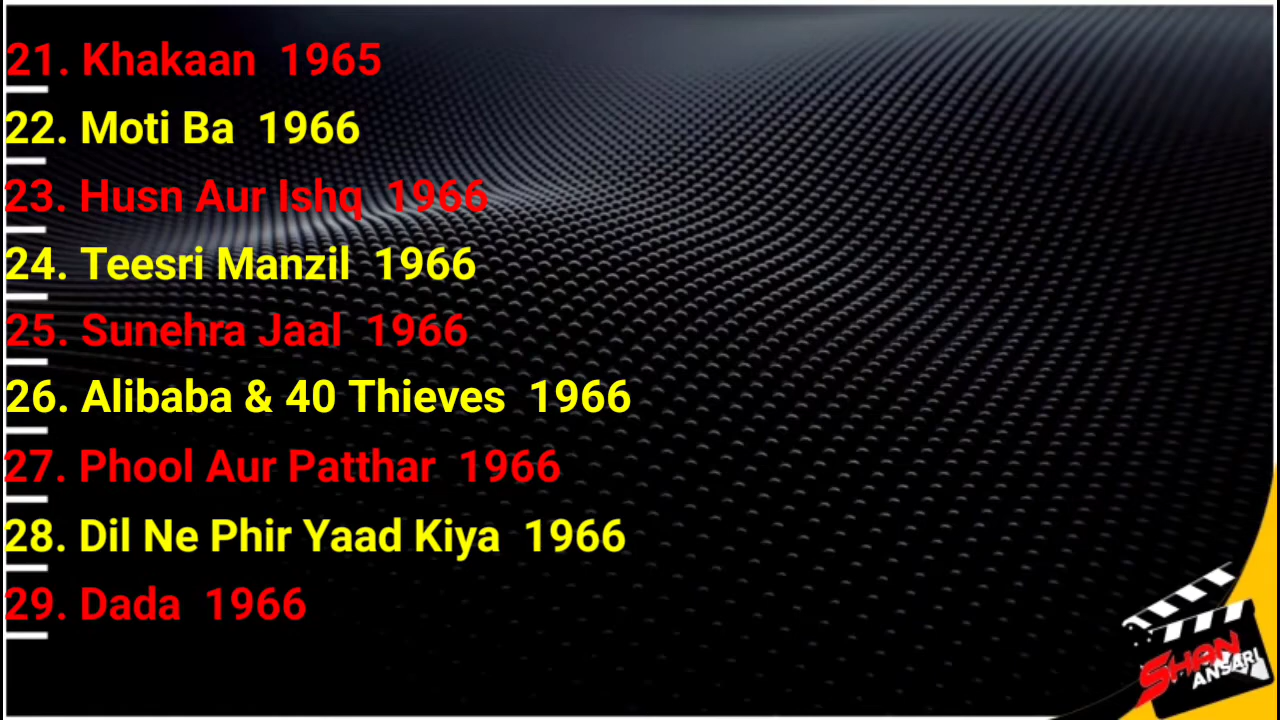 21. Khakaan 1965
22. Moti Ba 1966
23. Husn Aur Ishq 1966
24. Teesri Manzil 1966
25. Sunehra Jaal 1966
26. Alibaba & 40 Thieves 1966
27. Phool Aur Patthar 1966
28. Dil Ne Phir Yaad Kiya 1966
29. Dada 1966
SHAN
ANSARI